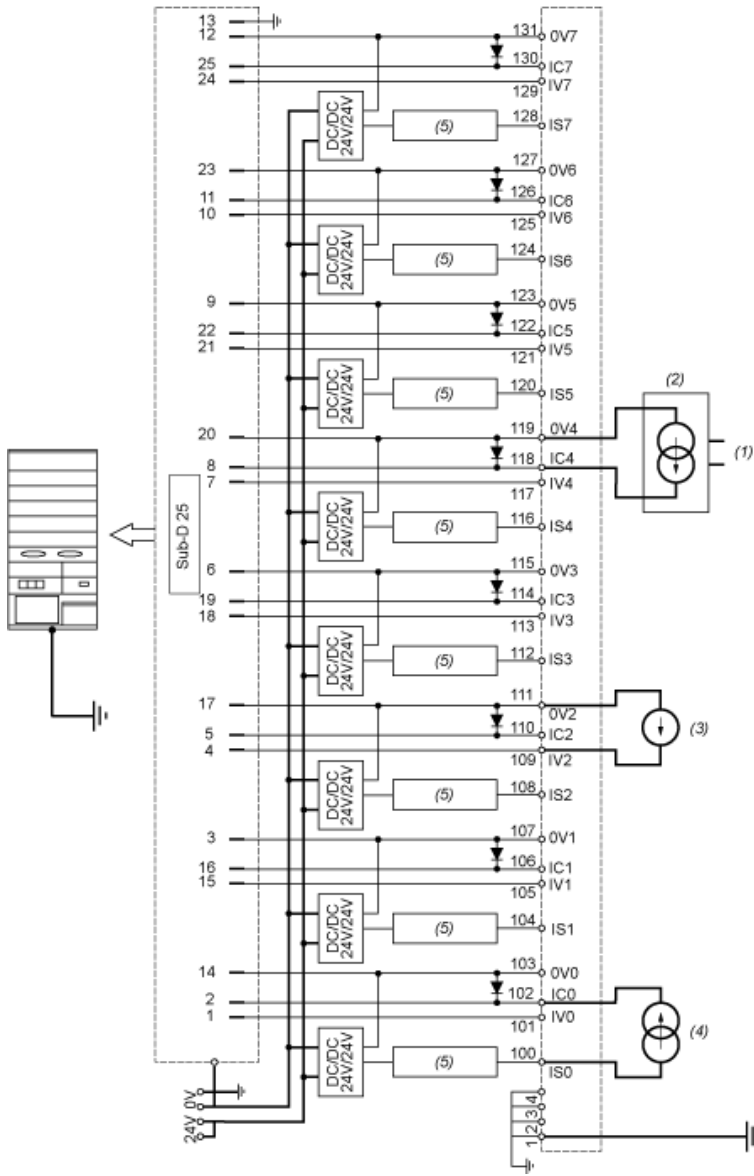 13
12
131 0V7
25
130 IC7
24
IV7
129
DC/DC
24V/24V
(5)
128 IS7
23
127 0V6
11
126 IC6
10
IV6
125
DC/DC
24V/24V
(5)
124 IS6
9
123 0V5
22
122 IC5
21
IV5
121
DC/DC
24V/24V
(5)
120 IS5
(2)
20
119 0V4
(1)
8
118 IC4
7
IV4
117
Sub-D 25
DC/DC
24V/24V
(5)
116 IS4
6
115 0V3
19
114 IC3
18
IV3
113
DC/DC
24V/24V
(5)
112 IS3
17
111 0V2
(3)
5
110 IC2
4
109 IV2
DC/DC
24V/24V
(5)
108 IS2
3
107 0V1
16
106 IC1
15
IV1
105
DC/DC
24V/24V
(5)
104 IS1
14
103 0V0
2
102 IC0
1
IV0
101
(4)
DC/DC
24V/24V
(5)
100
IS0
0V
24V
4
3
2
1